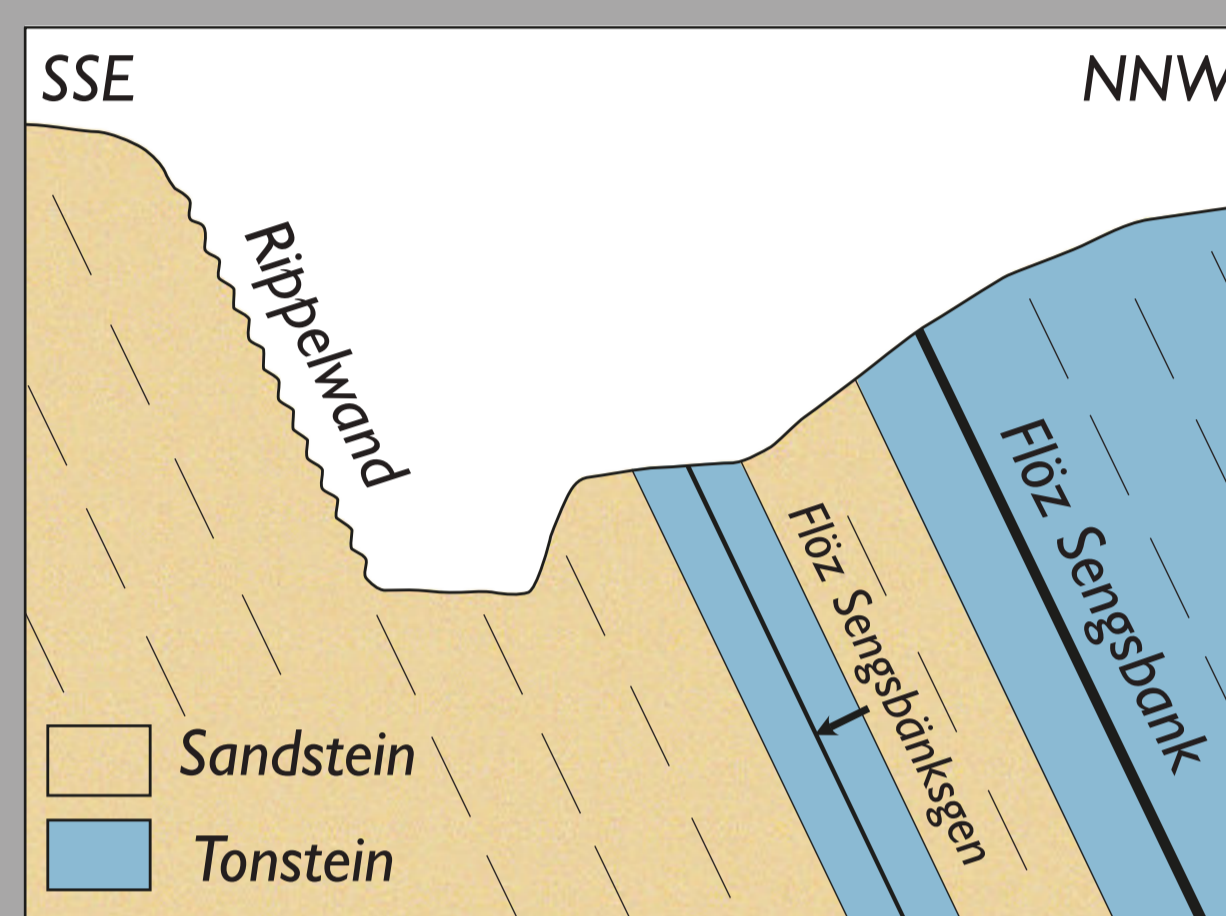 SSE
NNW
Rippelwand
Flöz Sengsbank
Flöz Sengsbänksgen
Sandstein
Tonstein